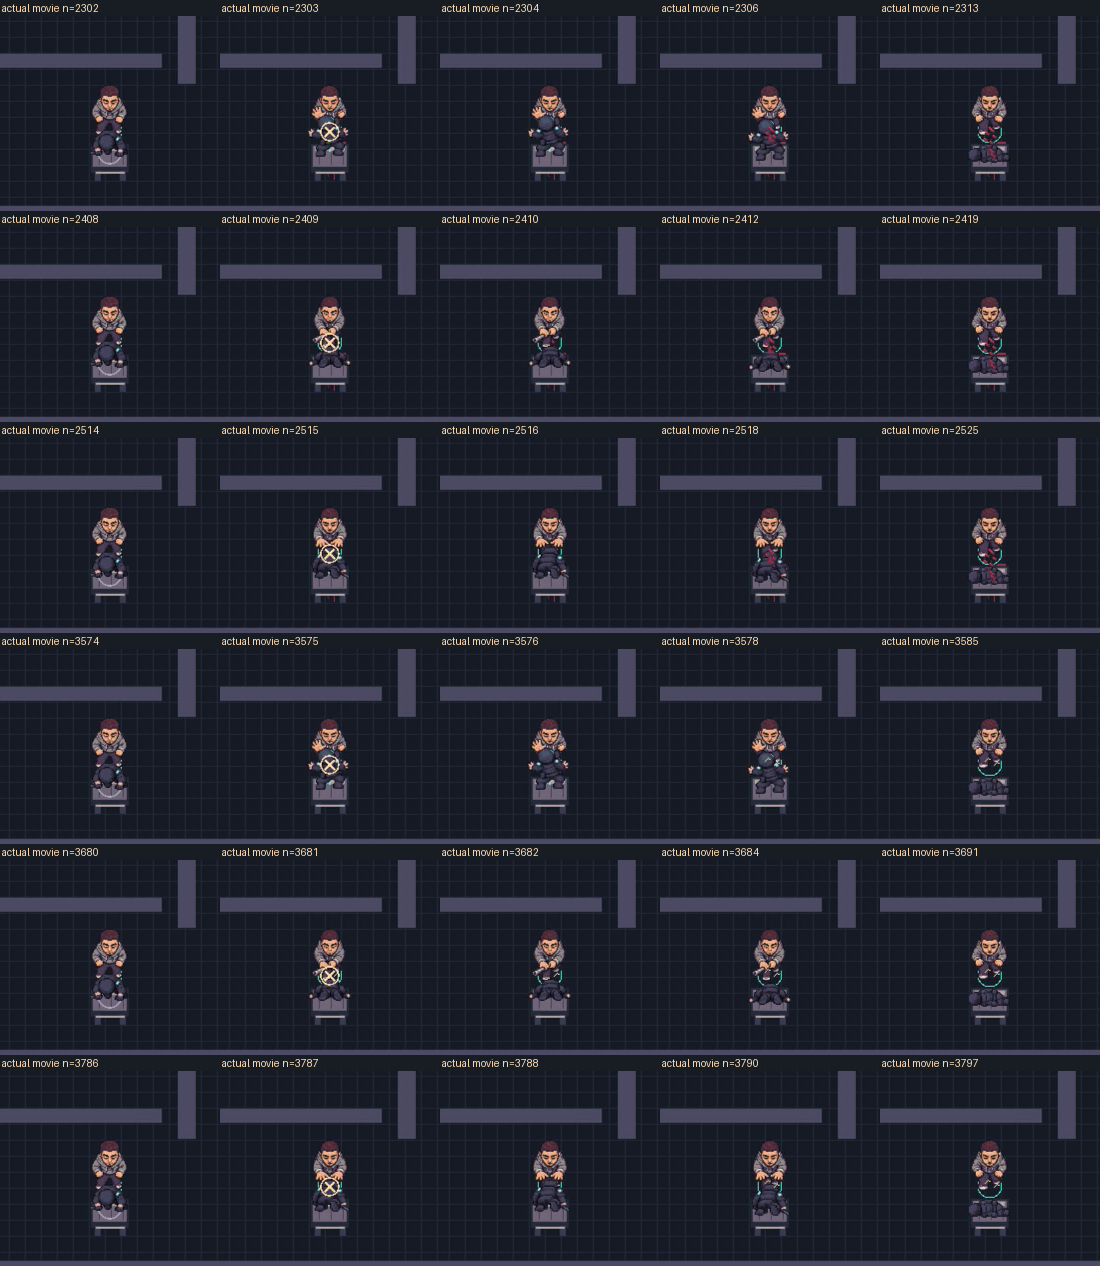 actual movie n=2302
actual movie n=2303
actual movie n=2304
actual movie n=2306
actual movie n=2313
actual movie n=2408
actual movie n=2409
actual movie n=2410
actual movie n=2412
actual movie n=2419
actual movie n=2514
actual movie n=2515
actual movie n=2516
actual movie n=2518
actual movie n=2525
actual movie n=3574
actual movie n=3575
actual movie n=3576
actual movie n=3578
actual movie n=3585
actual movie n=3680
actual movie n=3681
actual movie n=3682
actual movie n=3684
actual movie n=3691
actual movie n=3786
actual movie n=3787
actual movie n=3788
actual movie n=3790
actual movie n=3797